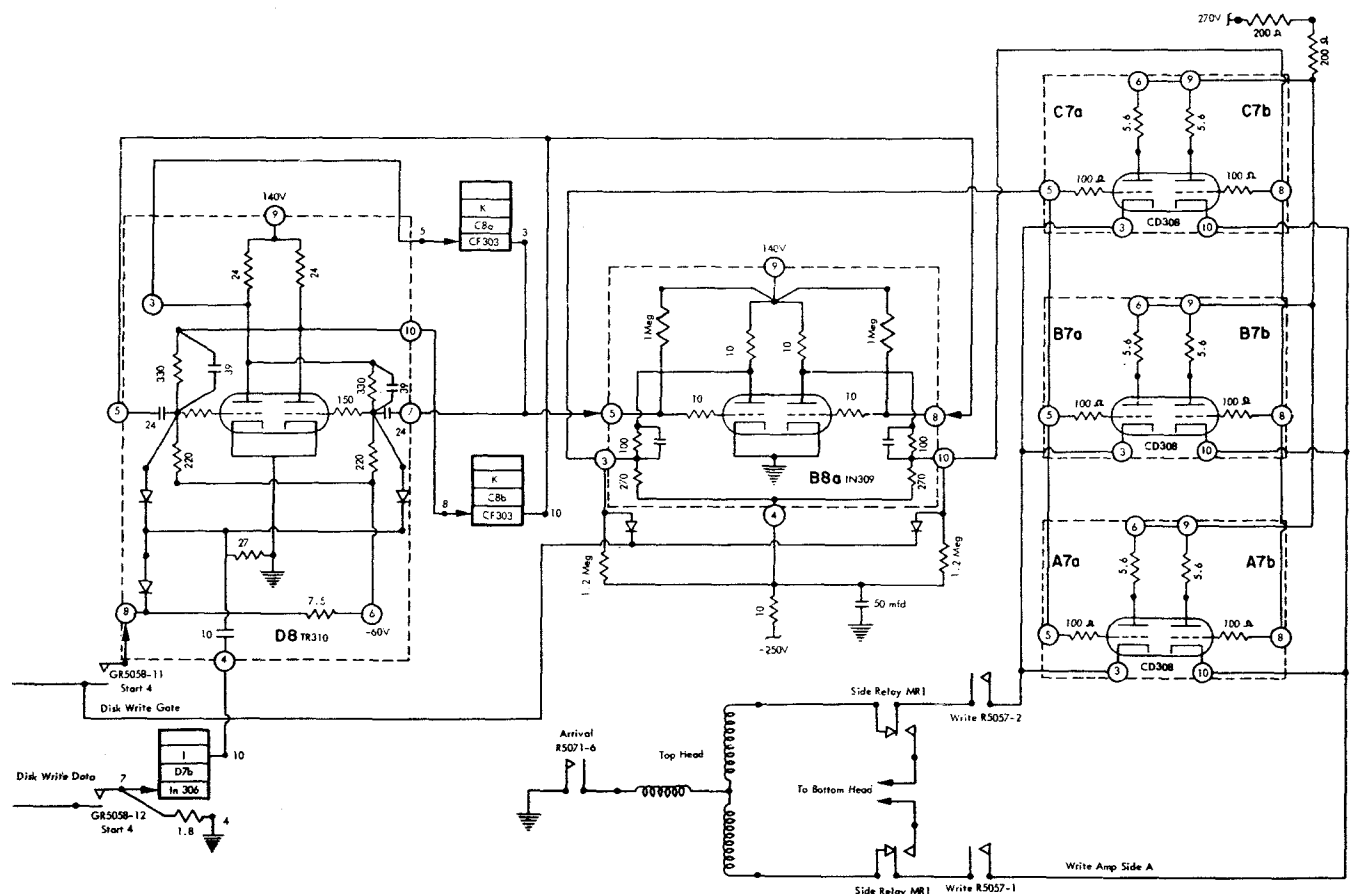 270V
200 Ω
200 Ω
C7a
C7b
6
9
5.6
5.6
100 Ω
100 Ω
5
8
CD308
3
10
K
C8a
CF303
5
3
140V
9
24
24
3
10
330
39
330
39
150
5
24
7
24
220
220
27
7.5
8
6
-60V
10
D8 TR310
4
K
C8b
CF303
8
10
140V
9
1Meg
10
10
1Meg
5
10
10
8
100
100
3
10
270
270
B8a IN309
4
1.2 Meg
1.2 Meg
10
50 mfd
-250V
B7a
B7b
6
9
5.6
5.6
100 Ω
100 Ω
5
8
CD308
3
10
A7a
A7b
6
9
5.6
5.6
100 Ω
100 Ω
5
8
CD308
3
10
GR5058-11
Start 4
Disk Write Gate
I
D7b
In 306
10
Disk Write Data
7
GR5058-12
Start 4
1.8
4
Arrival
R5071-6
Top Head
Side Relay MR1
Write R5057-2
To Bottom Head
Side Relay MR1
Write R5057-1
Write Amp Side A